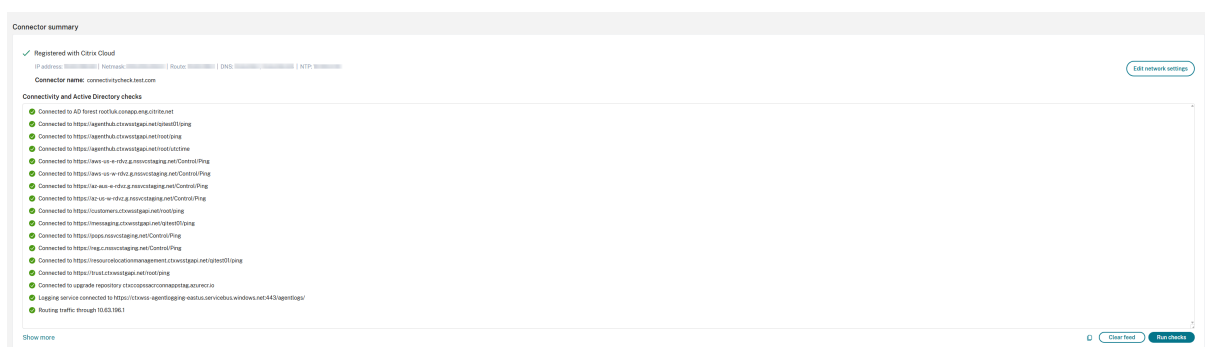 Connector summary
Registered with Citrix Cloud
IP address: | Netmask: | Route: | DNS: | NTP:
Edit network settings
Connector name: connectivitycheck.test.com
Connectivity and Active Directory checks
Connected to AD forest root1uk.conapp.eng.citrite.net
Connected to https://agenthub.ctxwsstgapi.net/qitest01/ping
Connected to https://agenthub.ctxwsstgapi.net/root/ping
Connected to https://agenthub.ctxwsstgapi.net/root/utctime
Connected to https://aws-us-e-rdvz.g.nssvcstaging.net/Control/Ping
Connected to https://aws-us-w-rdvz.g.nssvcstaging.net/Control/Ping
Connected to https://az-aus-e-rdvz.g.nssvcstaging.net/Control/Ping
Connected to https://az-us-w-rdvz.g.nssvcstaging.net/Control/Ping
Connected to https://customers.ctxwsstgapi.net/root/ping
Connected to https://messaging.ctxwsstgapi.net/qitest01/ping
Connected to https://pops.nssvcstaging.net/Control/Ping
Connected to https://reg.c.nssvcstaging.net/Control/Ping
Connected to https://resourcelocationmanagement.ctxwsstgapi.net/qitest01/ping
Connected to https://trust.ctxwsstgapi.net/root/ping
Connected to upgrade repository ctxccopssacrconnappstag.azurecr.io
Logging service connected to https://ctxwss-agentlogging-eastus.servicebus.windows.net:443/agentlogs/
Routing traffic through 10.63.196.1
Show more
Clear feed
Run checks